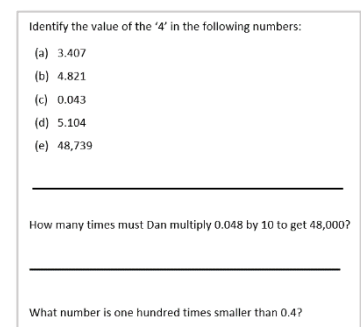 Identify the value of the ‘4’ in the following numbers:
(a) 3.407
(b) 4.821
(c) 0.043
(d) 5.104
(e) 48,739
How many times must Dan multiply 0.048 by 10 to get 48,000?
What number is one hundred times smaller than 0.4?